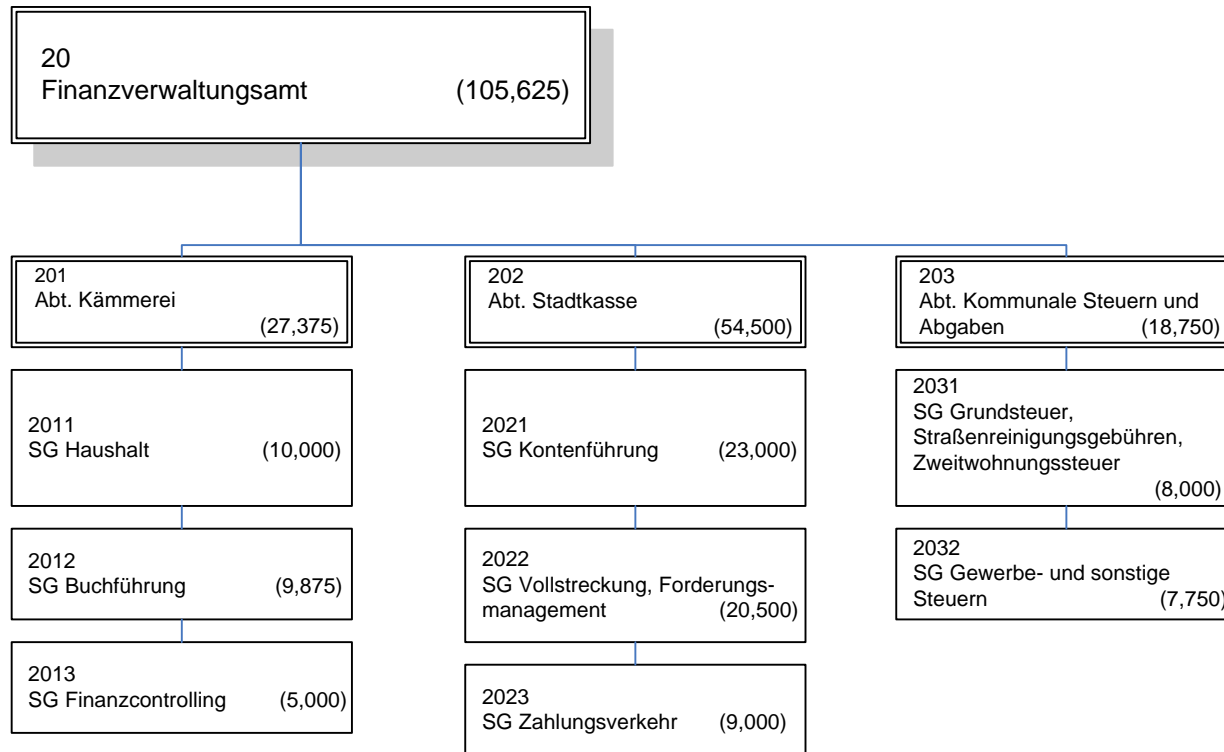 20
Finanzverwaltungsamt (105,625)
201
Abt. Kämmerei
(27,375)
2011
SG Haushalt (10,000)
2012
SG Buchführung (9,875)
2013
SG Finanzcontrolling (5,000)
202
Abt. Stadtkasse
(54,500)
2021
SG Kontenführung (23,000)
2022
SG Vollstreckung, Forderungs-
management (20,500)
2023
SG Zahlungsverkehr (9,000)
203
Abt. Kommunale Steuern und
Abgaben (18,750)
2031
SG Grundsteuer,
Straßenreinigungsgebühren,
Zweitwohnungssteuer
(8,000)
2032
SG Gewerbe- und sonstige
Steuern (7,750)